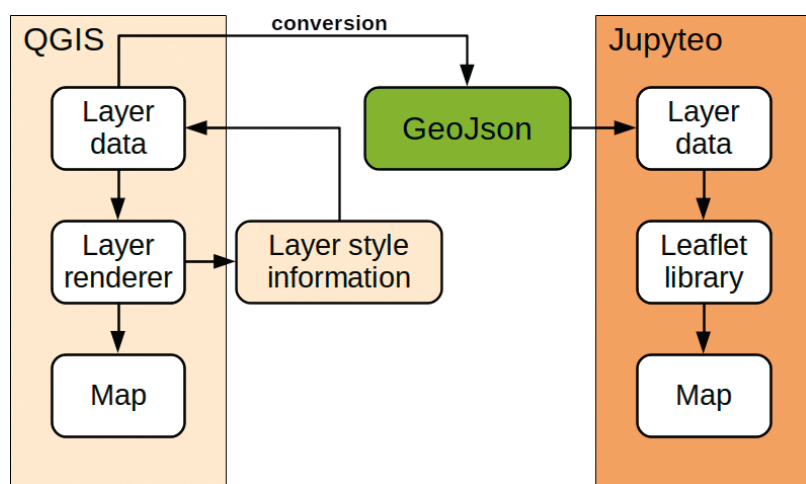 conversion
QGIS
Layer
data
Layer
renderer
Map
Layer style
information
GeoJson
Jupyteo
Layer
data
Leaflet
library
Map